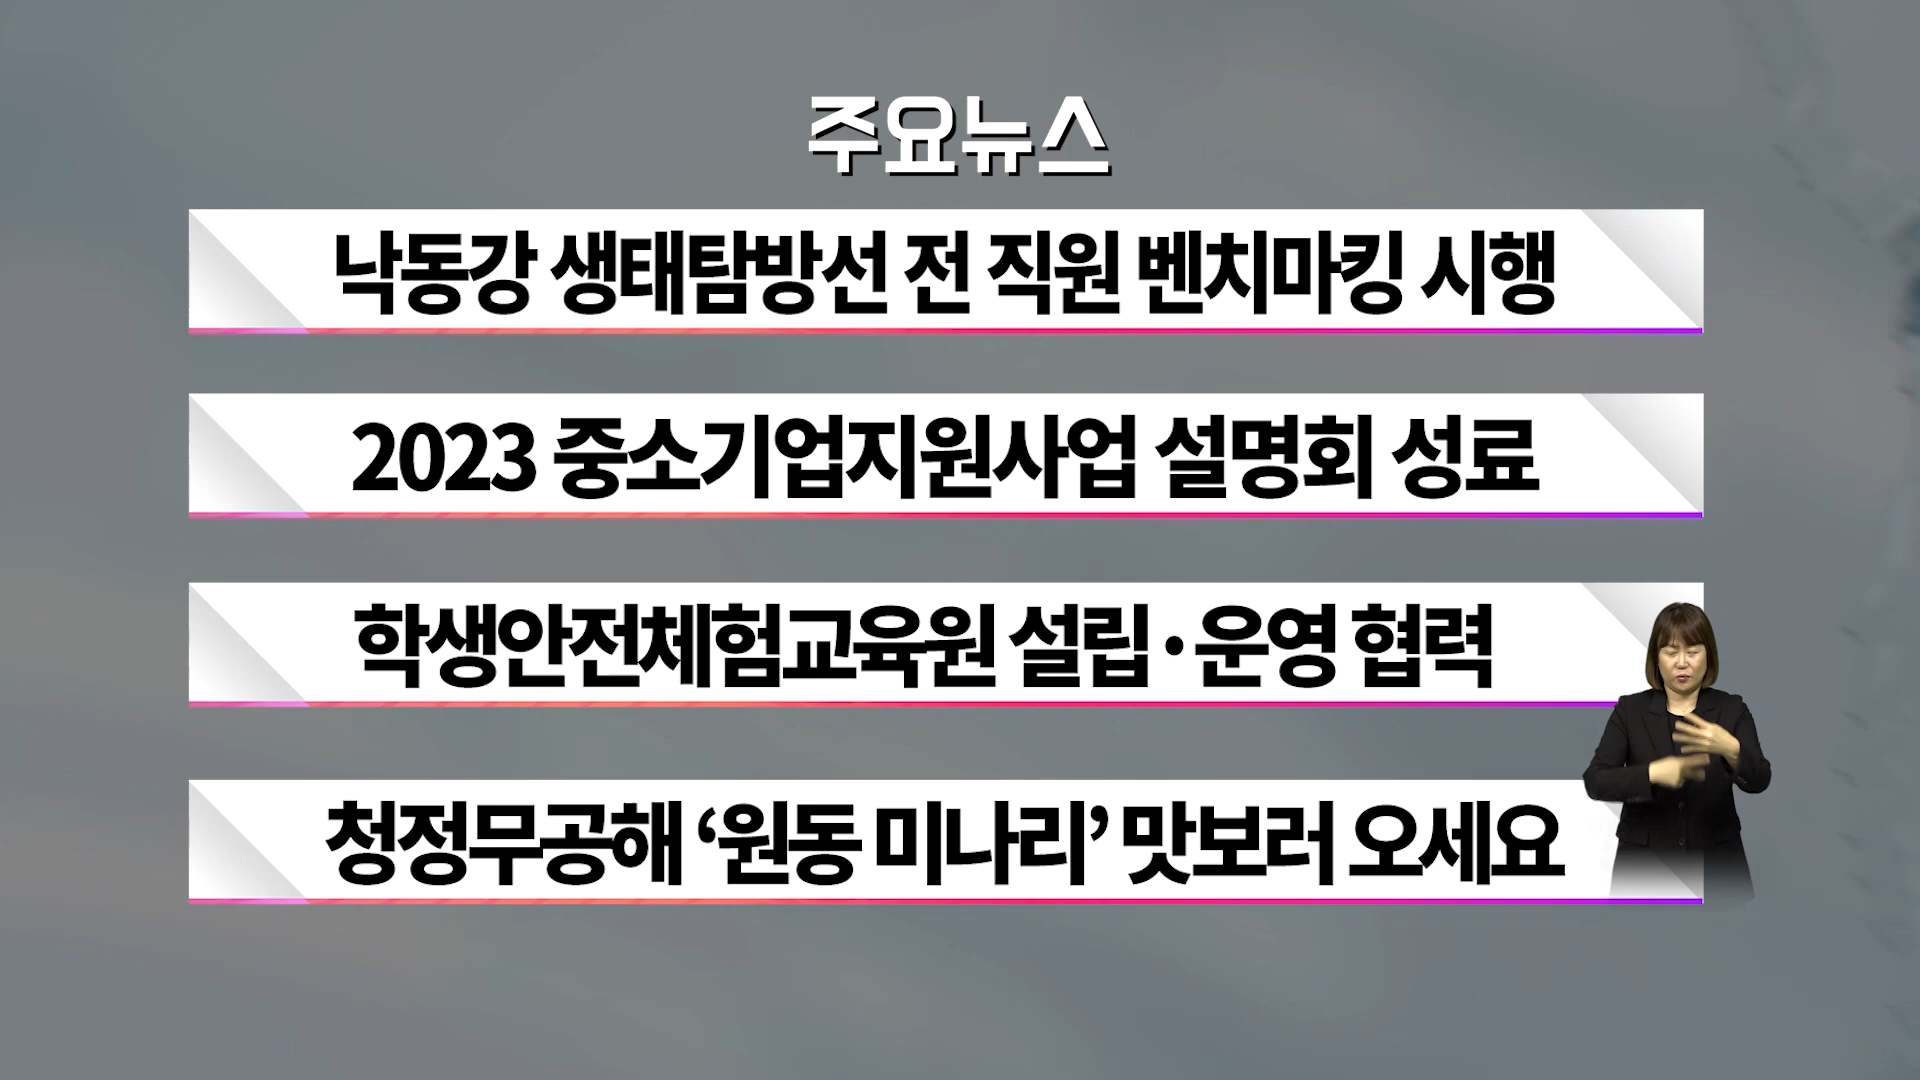 주요뉴스
낙동강 생태탐방선 전 직원 벤치마킹 시행
2023 중소기업지원사업 설명회 성료
학생안전체험교육원 설립·운영 협력
청정무공해 ‘원동 미나리’ 맛보러 오세요